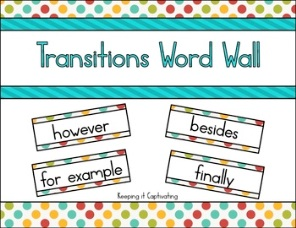 Transitions Word Wall
however
besides
for example
finally
Keeping it Captivating